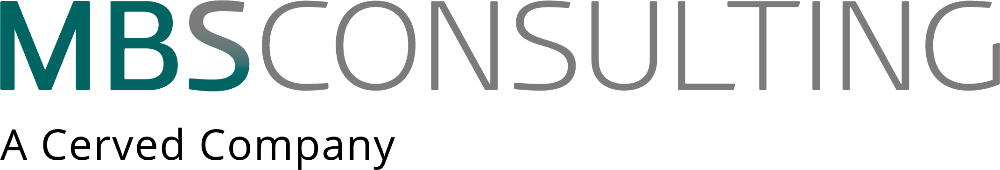 MBSCONSULTING
A Cerved Company